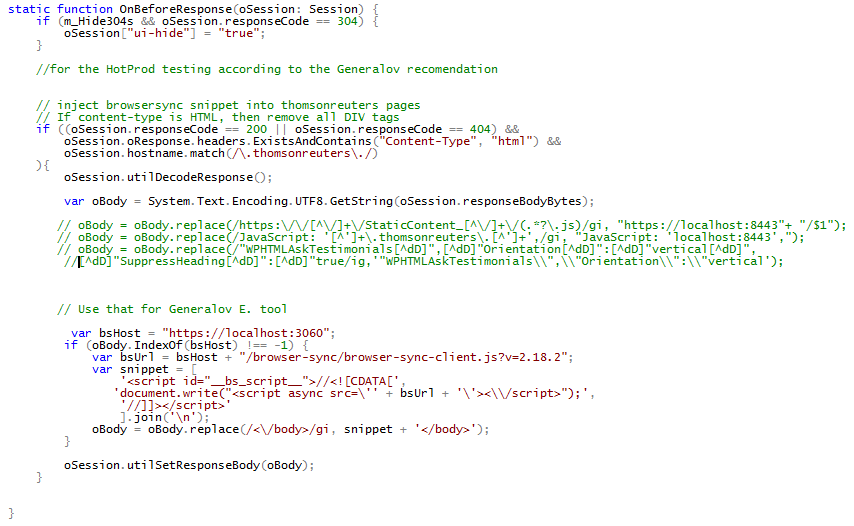 static function OnBeforeResponse(oSession: Session) {
if (m_Hide304s && oSession.responseCode == 304) {
oSession["ui-hide"] = "true";
}
//for the HotProd testing according to the Generalov recomendation
// inject browsersync snippet into thomsonreuters pages
// If content-type is HTML, then remove all DIV tags
if ((oSession.responseCode == 200 || oSession.responseCode == 404) &&
oSession.oResponse.headers.ExistsAndContains("Content-Type", "html") &&
oSession.hostname.match(/\.thomsonreuters\./)
){
oSession.utilDecodeResponse();
var oBody = System.Text.Encoding.UTF8.GetString(oSession.responseBodyBytes);
// oBody = oBody.replace(/https:\/\/[^\/]+\/StaticContent_[^\/]+\/(.*?\.js)/gi, "https://localhost:8443"+ "/$1");
// oBody = oBody.replace(/JavaScript: '[^']+\.thomsonreuters\.[^']+',/gi, "JavaScript: 'localhost:8443',");
// oBody = oBody.replace(/"WPHTMLAskTestimonials[^dD]",[^dD]"Orientation[^dD]":[^dD]"vertical[^dD]",
//[^dD]"SuppressHeading[^dD]":[^dD]"true/ig,'"WPHTMLAskTestimonials\\",\\"Orientation\\":\\"vertical');
// Use that for Generalov E. tool
var bsHost = "https://localhost:3060";
if (oBody.IndexOf(bsHost) !== -1) {
var bsUrl = bsHost + "/browser-sync/browser-sync-client.js?v=2.18.2";
var snippet = [
'<script id="__bs_script__">//<![CDATA[',
'document.write("<script async src=\'' + bsUrl + '\'><\\/script>");',
'//]]></script>'
].join('\n');
oBody = oBody.replace(/<\/body>/gi, snippet + '</body>');
}
oSession.utilSetResponseBody(oBody);
}
}